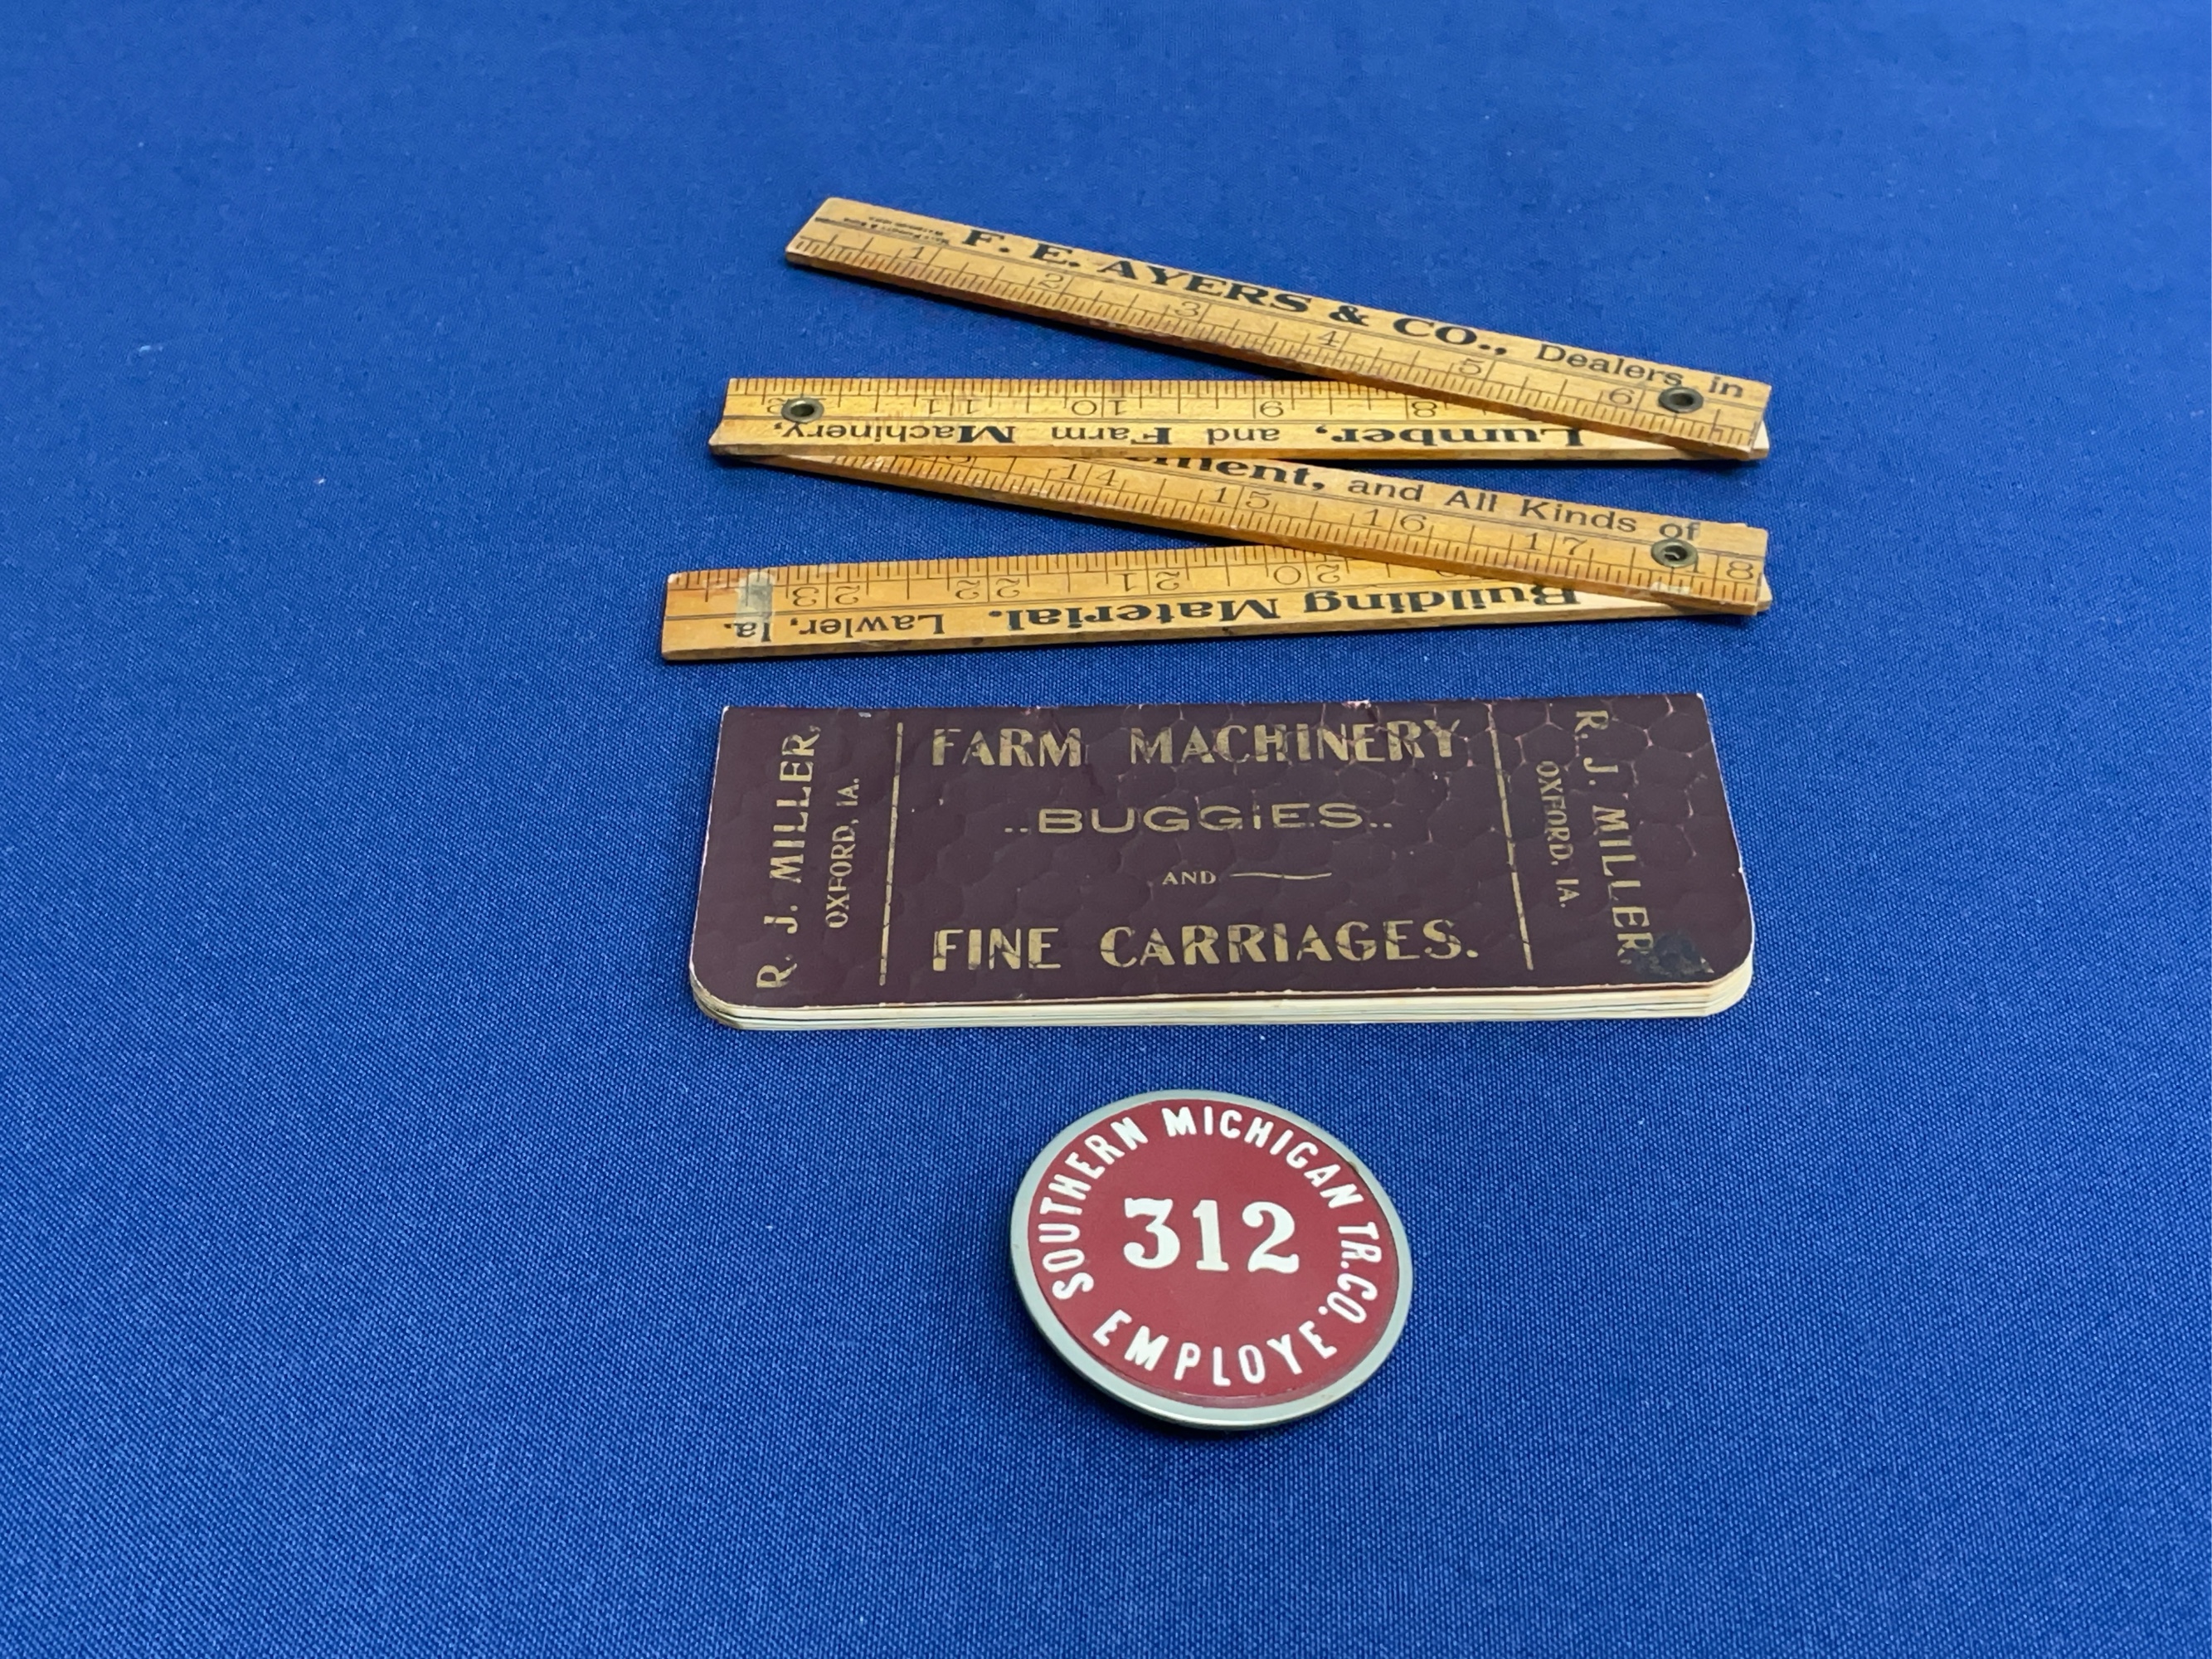 F. E. AYERS & CO., Dealers in
1 2 3 4 5 6
Lumber, and Farm Machinery,
8 9 10 11
and All Kinds of
14 15 16 17 18
Building Material. Lawler, Ia.
20 21 22 23
R. J. MILLER,
OXFORD, IA.
FARM MACHINERY
..BUGGIES..
AND
FINE CARRIAGES.
R. J. MILLER,
OXFORD, IA.
SOUTHERN MICHIGAN TR. CO.
312
EMPLOYE